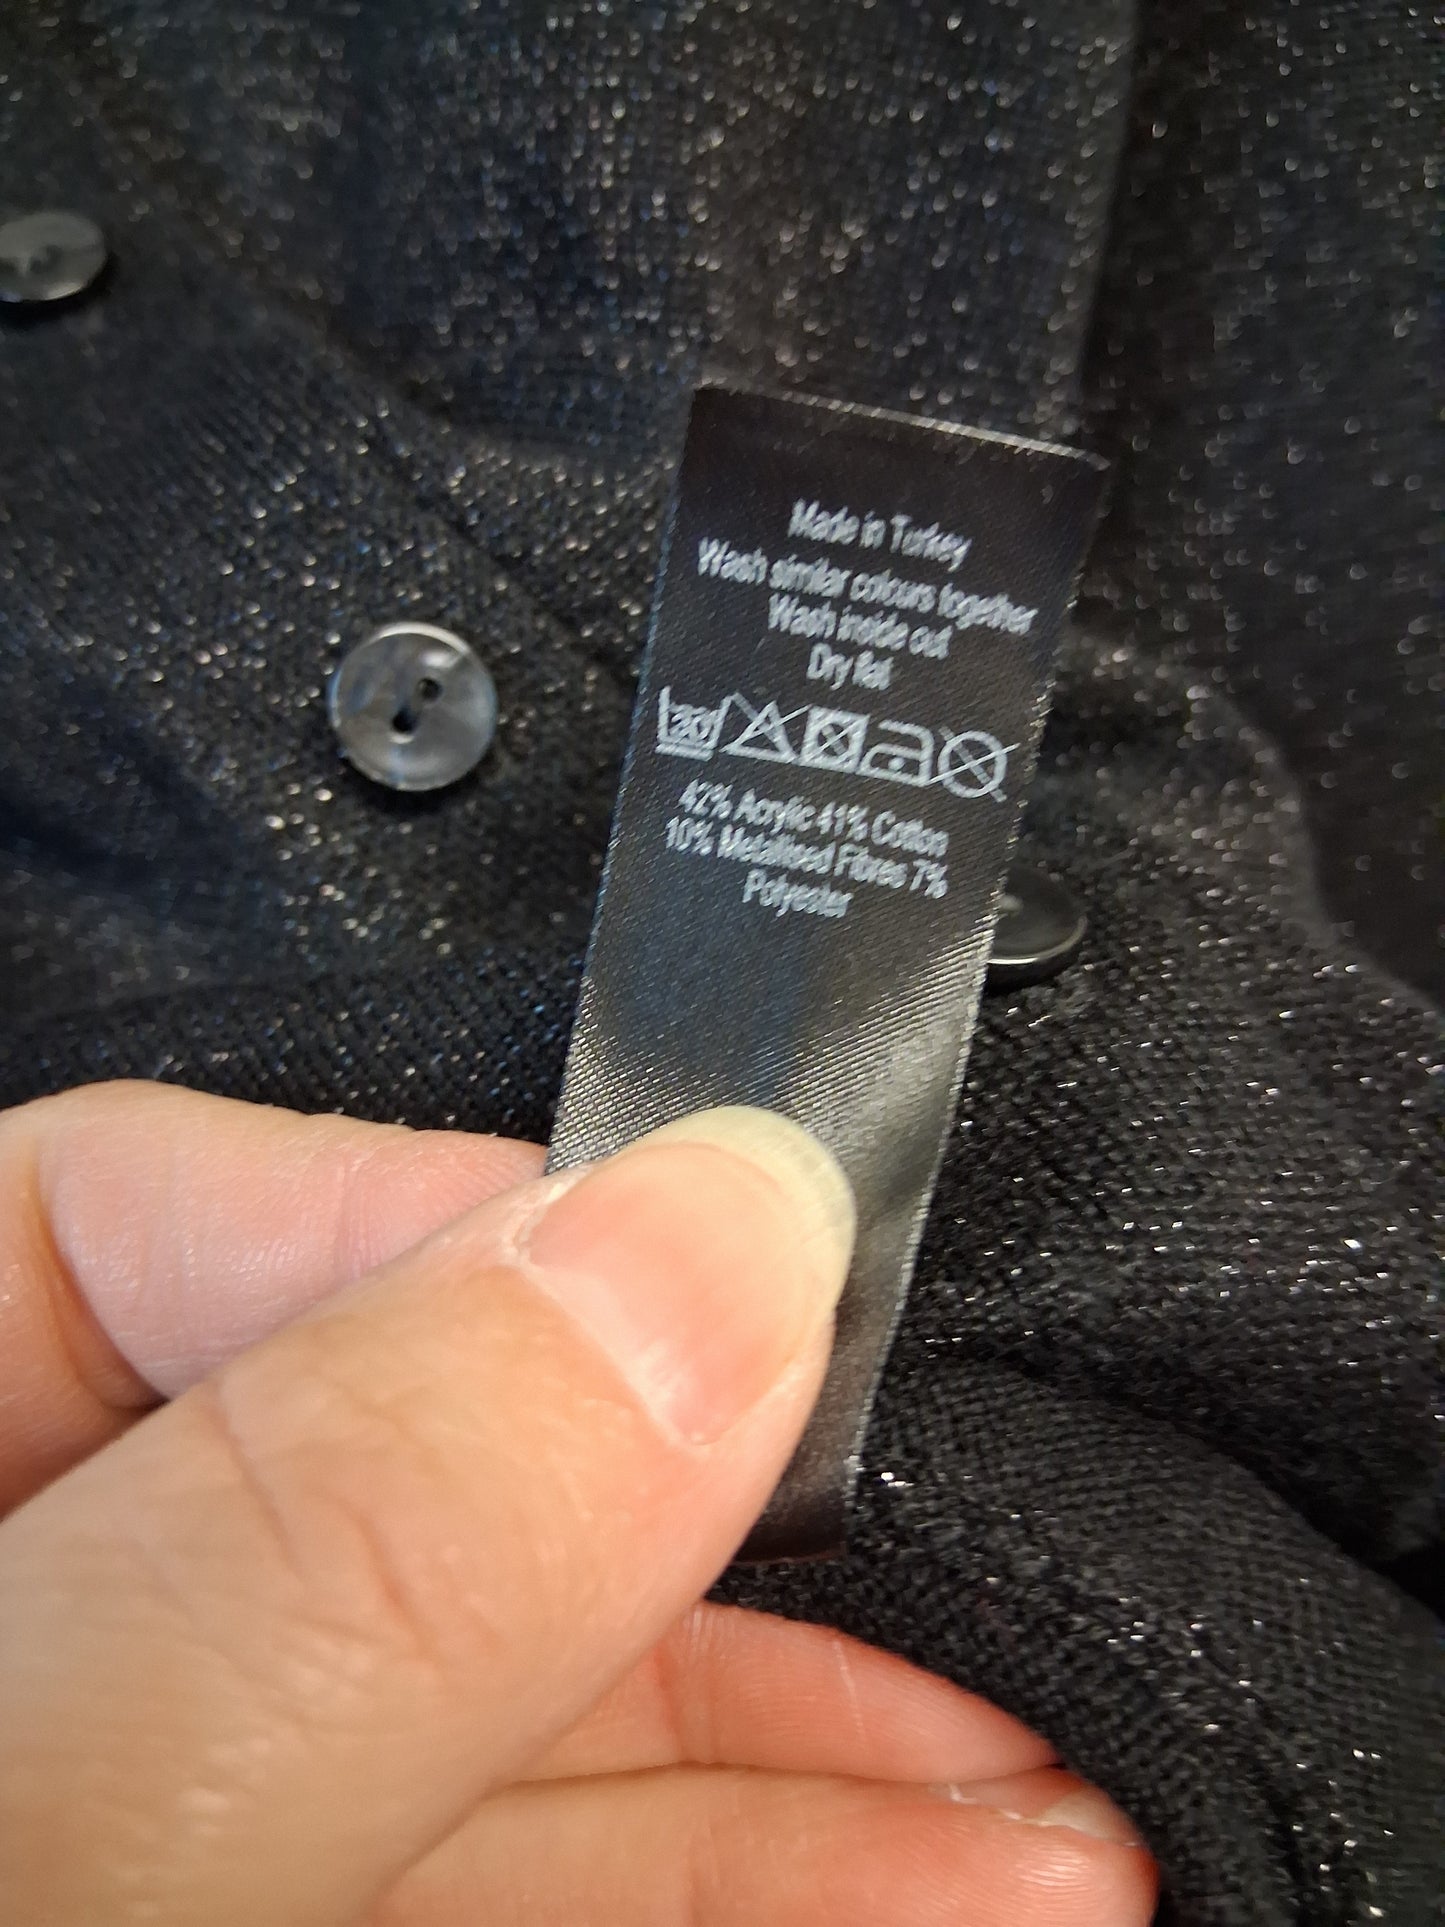 Made in Turkey
Wash similar colours together
Wash inside out
Dry flat
30
42% Acrylic 41% Cotton
10% Metallised Fibres 7%
Polyester